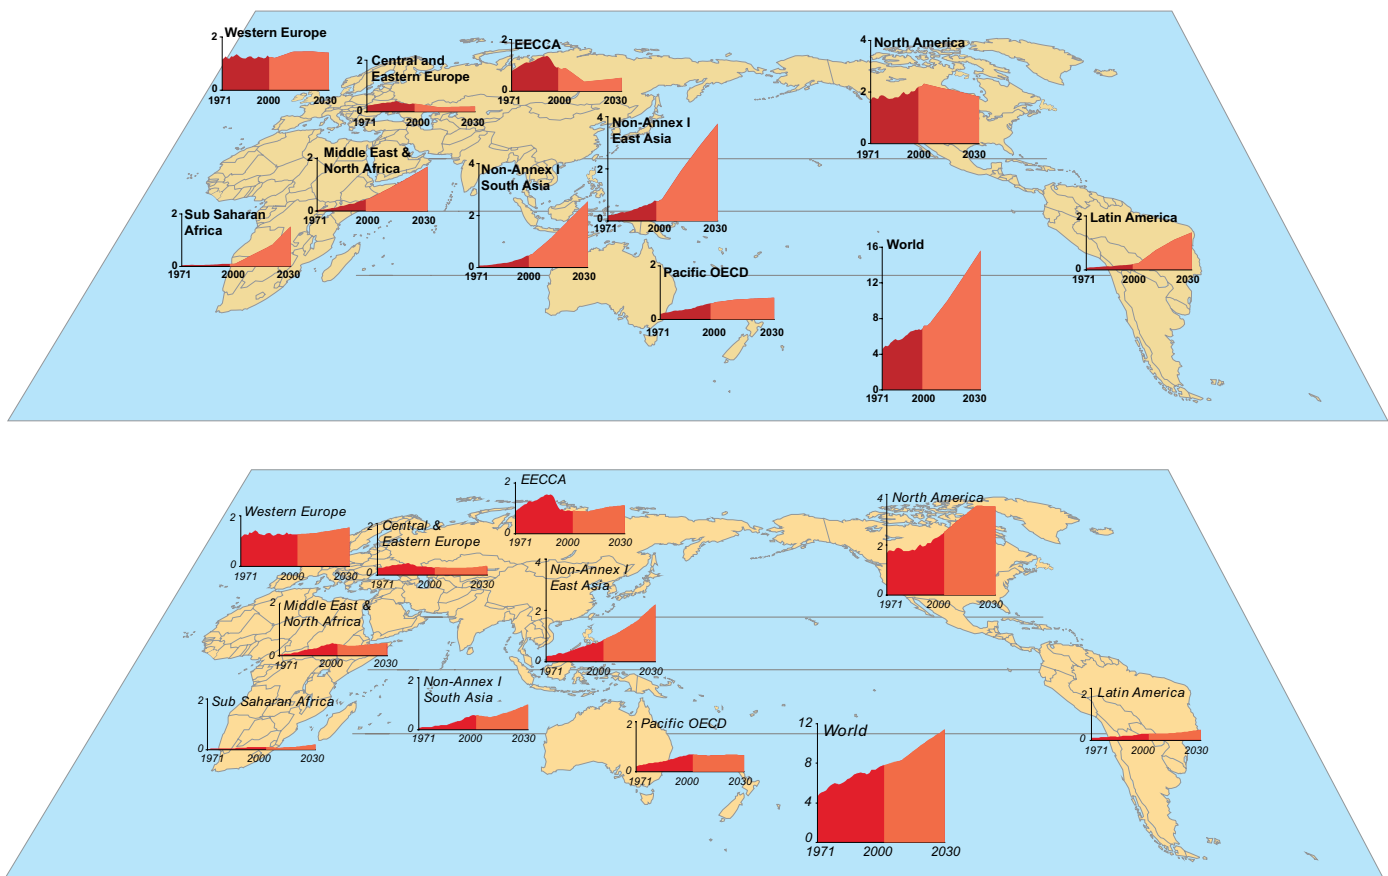 Western Europe
2
0
1971 2000 2030
Central and
Eastern Europe
2
0
1971 2000 2030
EECCA
2
0
1971 2000 2030
North America
4
2
0
1971 2000 2030
Middle East &
North Africa
2
0
1971 2000 2030
Non-Annex I
South Asia
4
2
0
1971 2000 2030
Non-Annex I
East Asia
4
2
0
1971 2000 2030
Sub Saharan
Africa
2
0
1971 2000 2030
Pacific OECD
2
0
1971 2000 2030
World
16
12
8
4
0
1971 2000 2030
Latin America
2
0
1971 2000 2030
EECCA
2
0
1971 2000 2030
Western Europe
2
0
1971 2000 2030
Central &
Eastern Europe
2
0
1971 2000 2030
North America
4
2
0
1971 2000 2030
Non-Annex I
East Asia
4
2
0
1971 2000 2030
Middle East &
North Africa
2
0
1971 2000 2030
Non-Annex I
South Asia
2
0
1971 2000 2030
Sub Saharan Africa
2
0
1971 2000 2030
Pacific OECD
2
0
1971 2000 2030
World
12
8
4
0
1971 2000 2030
Latin America
2
0
1971 2000 2030